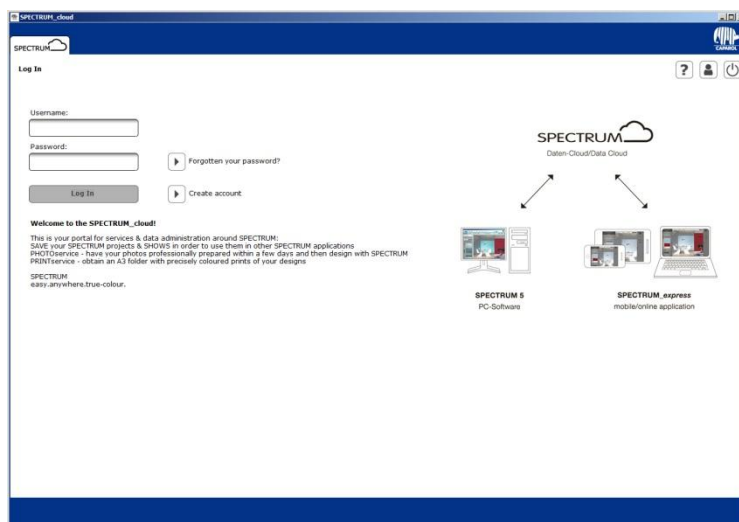 SPECTRUM_cloud
SPECTRUM
CAPAROL
Log In
?
Username:
Password:
Forgotten your password?
Log In
Create account
Welcome to the SPECTRUM_cloud!
This is your portal for services & data administration around SPECTRUM:
SAVE your SPECTRUM projects & SHOWS in order to use them in other SPECTRUM applications
PHOTOservice - have your photos professionally prepared within a few days and then design with SPECTRUM
PRINTservice - obtain an A3 folder with precisely coloured prints of your designs
SPECTRUM
easy.anywhere.true-colour.
SPECTRUM
Daten-Cloud/Data Cloud
SPECTRUM 5
PC-Software
SPECTRUM_express
mobile/online application